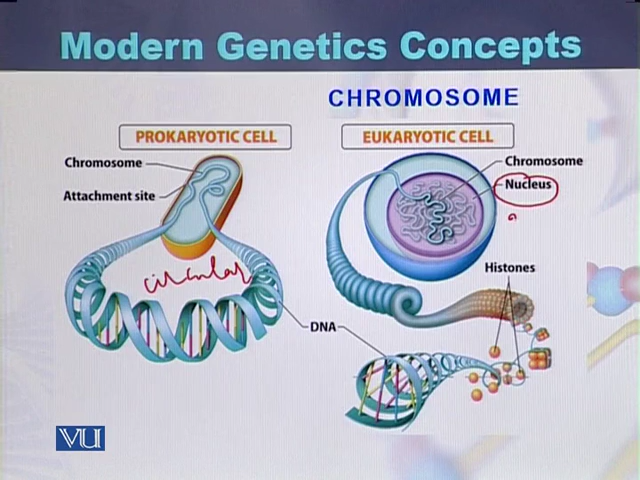 Modern Genetics Concepts
CHROMOSOME
PROKARYOTIC CELL
EUKARYOTIC CELL
Chromosome
Attachment site
circular
Chromosome
Nucleus
Histones
DNA
VU